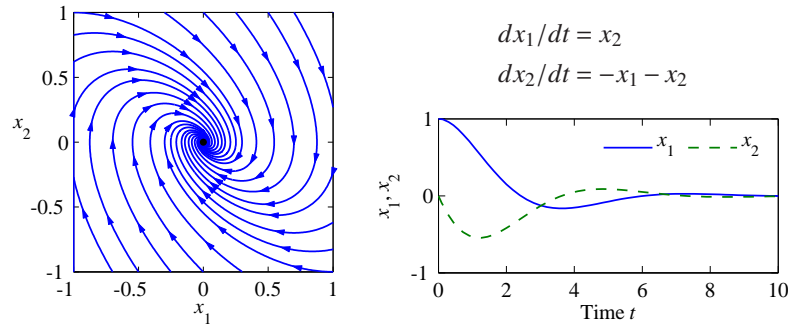 1
0.5
x2
0
-0.5
-1
-1 -0.5 0 0.5 1
x1
dx1/dt = x2
dx2/dt = −x1 − x2
1
x1 x2
x1, x2
0
-1
0 2 4 6 8 10
Time t